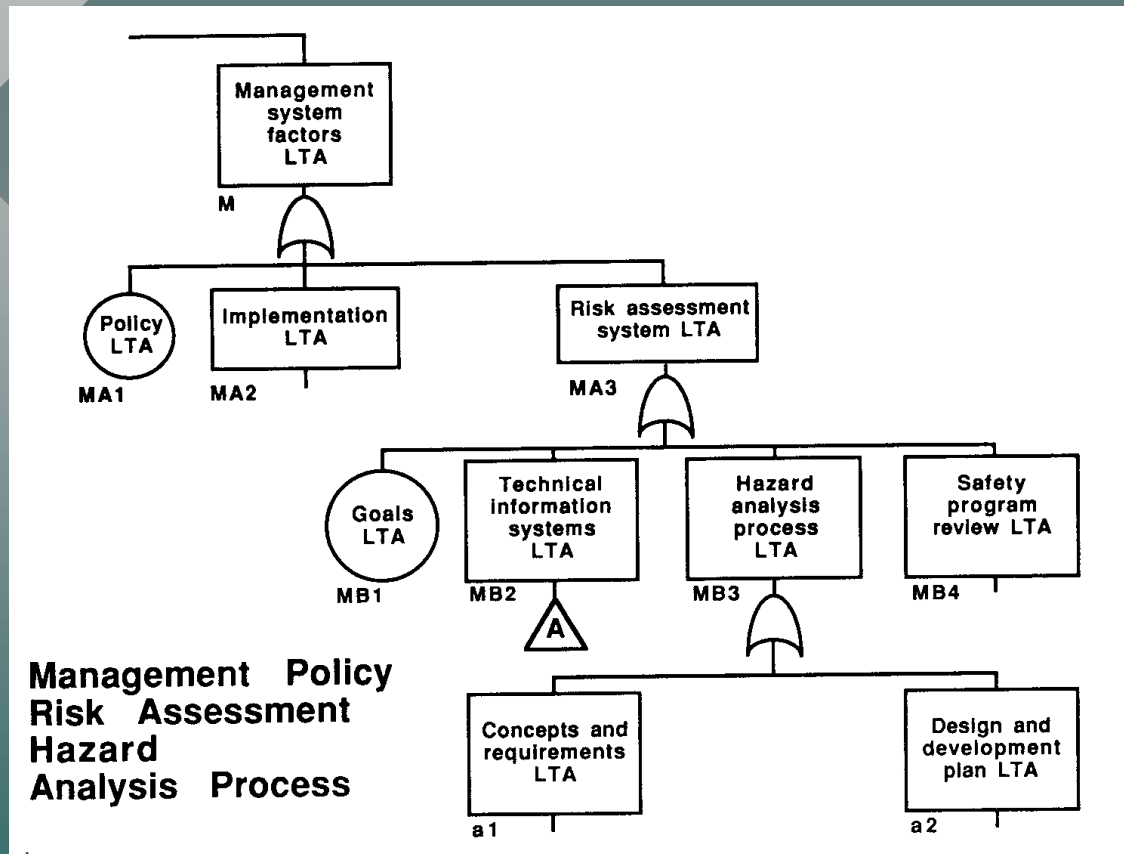 Management
system
factors
LTA
M
Policy
LTA
MA1
Implementation
LTA
MA2
Risk assessment
system LTA
MA3
Goals
LTA
MB1
Technical
information
systems
LTA
MB2
A
Hazard
analysis
process
LTA
MB3
Safety
program
review LTA
MB4
Management Policy
Risk Assessment
Hazard
Analysis Process
Concepts and
requirements
LTA
a1
Design and
development
plan LTA
a2